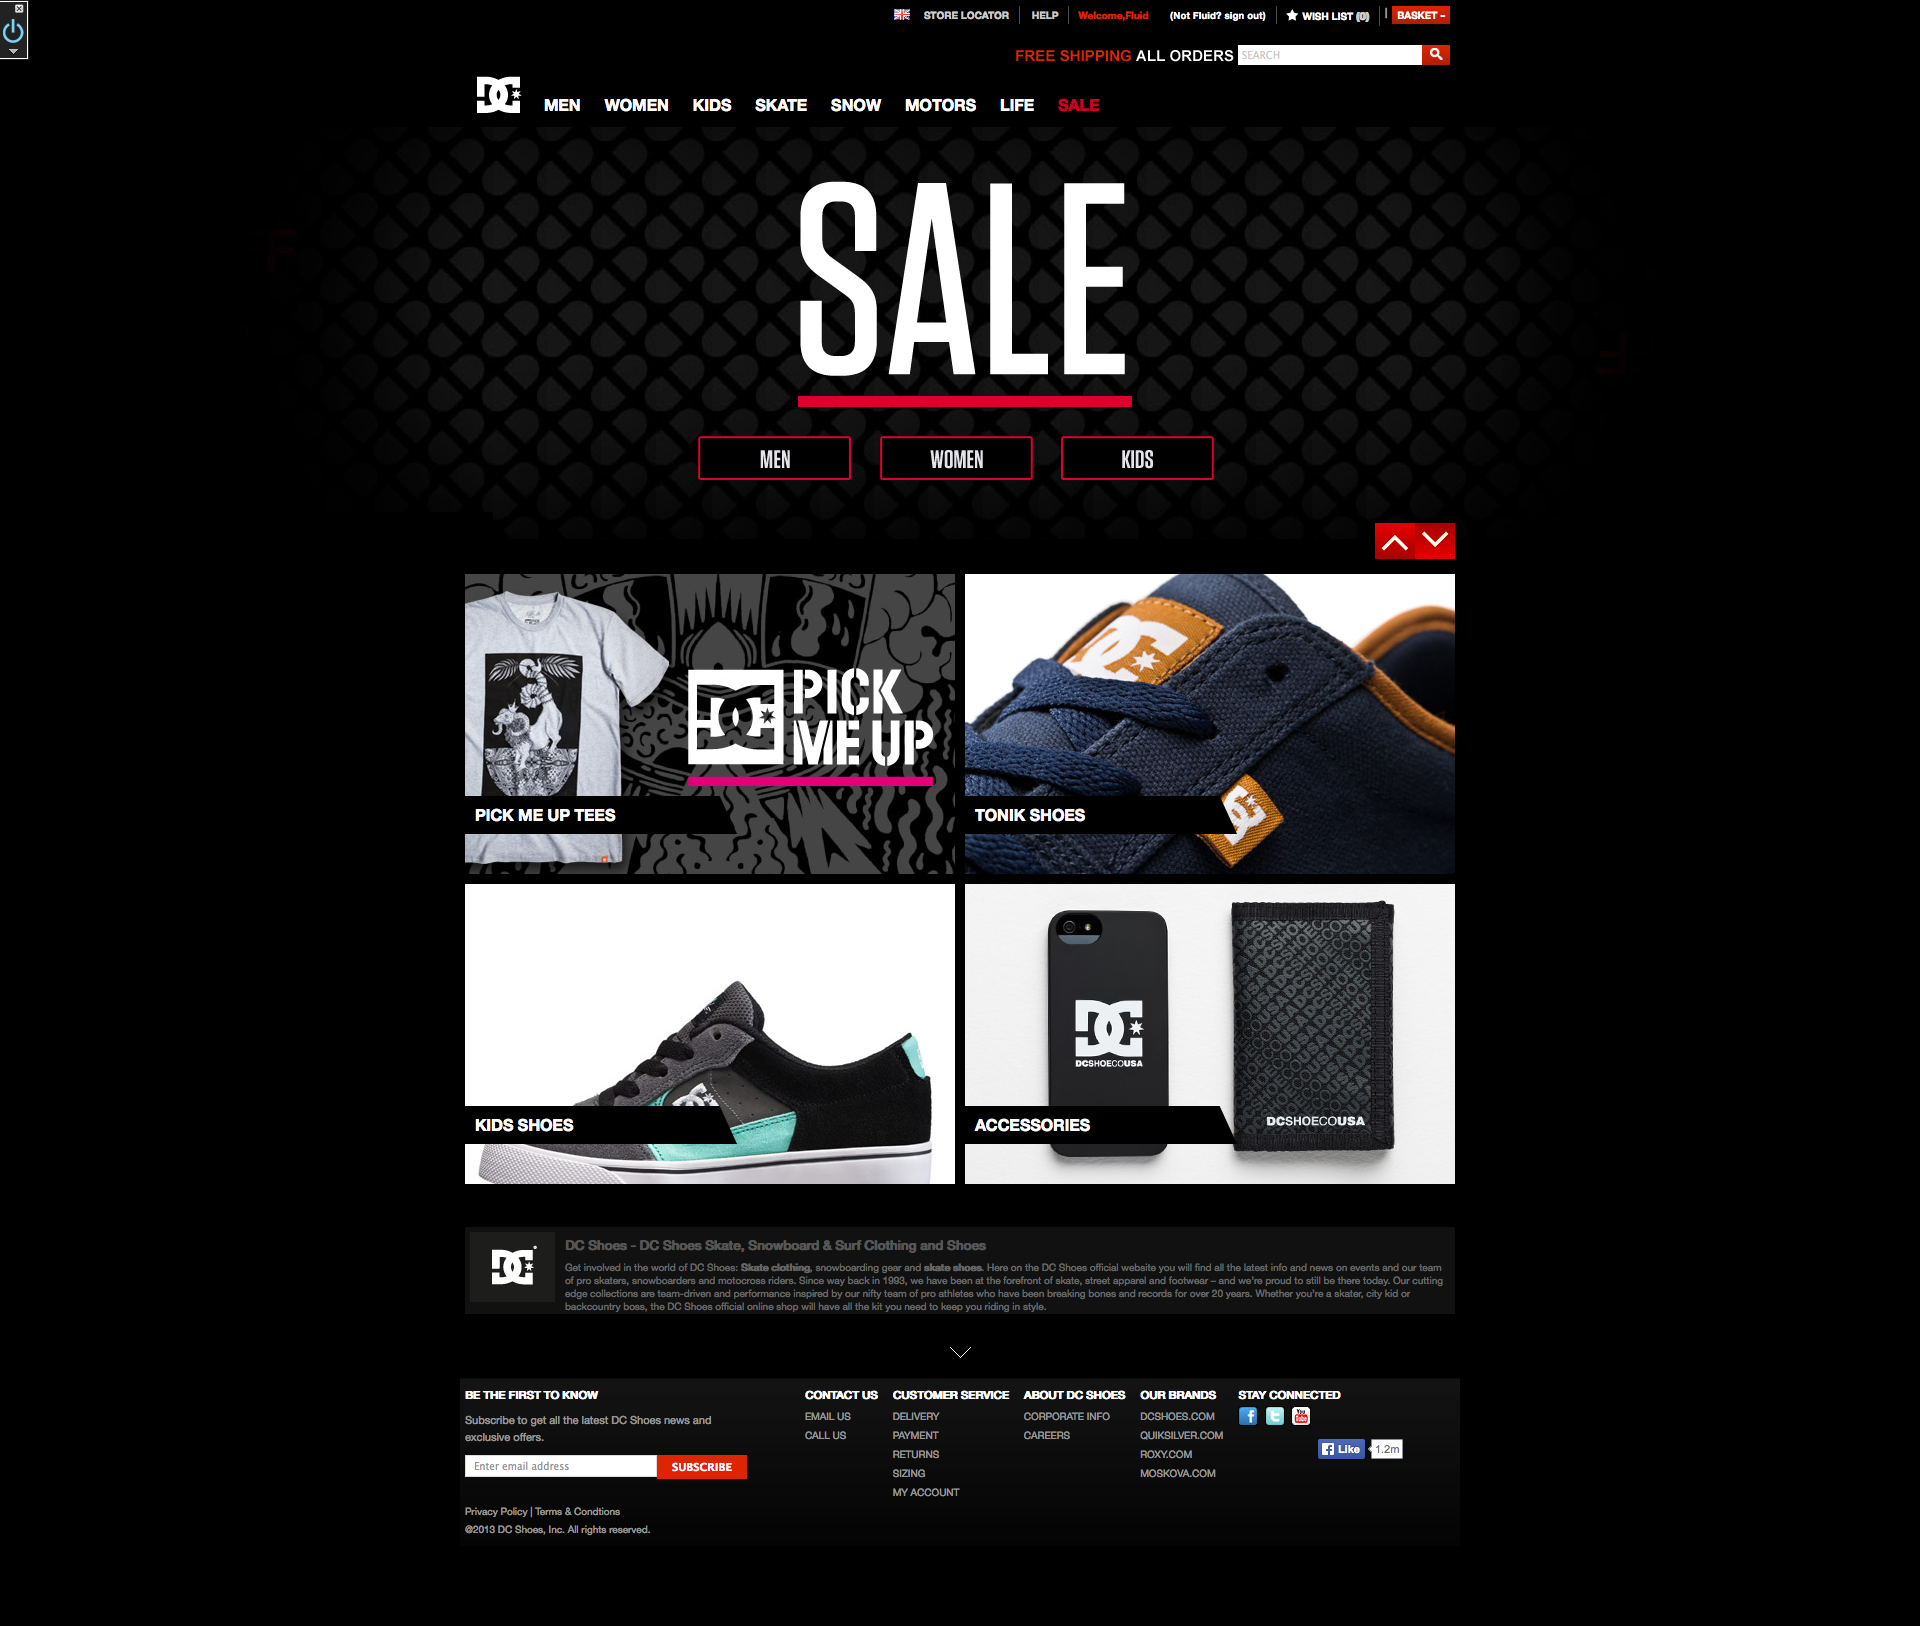 STORE LOCATOR HELP Welcome,Fluid (Not Fluid? sign out) WISH LIST (0) BASKET –
FREE SHIPPING ALL ORDERS SEARCH
DC MEN WOMEN KIDS SKATE SNOW MOTORS LIFE SALE
SALE
MEN WOMEN KIDS
PICK
ME UP
PICK ME UP TEES
TONIK SHOES
DCSHOECOUSA
DCSHOECOUSA
KIDS SHOES
ACCESSORIES
DC Shoes - DC Shoes Skate, Snowboard & Surf Clothing and Shoes
Get involved in the world of DC Shoes: Skate clothing, snowboarding gear and skate shoes. Here on the DC Shoes official website you will find all the latest info and news on events and our team
of pro skaters, snowboarders and motocross riders. Since way back in 1993, we have been at the forefront of skate, street apparel and footwear – and we're proud to still be there today. Our cutting
edge collections are team-driven and performance inspired by our nifty team of pro athletes who have been breaking bones and records for over 20 years. Whether you're a skater, city kid or
backcountry boss, the DC Shoes official online shop will have all the kit you need to keep you riding in style.
BE THE FIRST TO KNOW
Subscribe to get all the latest DC Shoes news and
exclusive offers.
Enter email address SUBSCRIBE
Privacy Policy | Terms & Condtions
@2013 DC Shoes, Inc. All rights reserved.
CONTACT US
EMAIL US
CALL US
CUSTOMER SERVICE
DELIVERY
PAYMENT
RETURNS
SIZING
MY ACCOUNT
ABOUT DC SHOES
CORPORATE INFO
CAREERS
OUR BRANDS
DCSHOES.COM
QUIKSILVER.COM
ROXY.COM
MOSKOVA.COM
STAY CONNECTED
You Tube
Like 1.2m